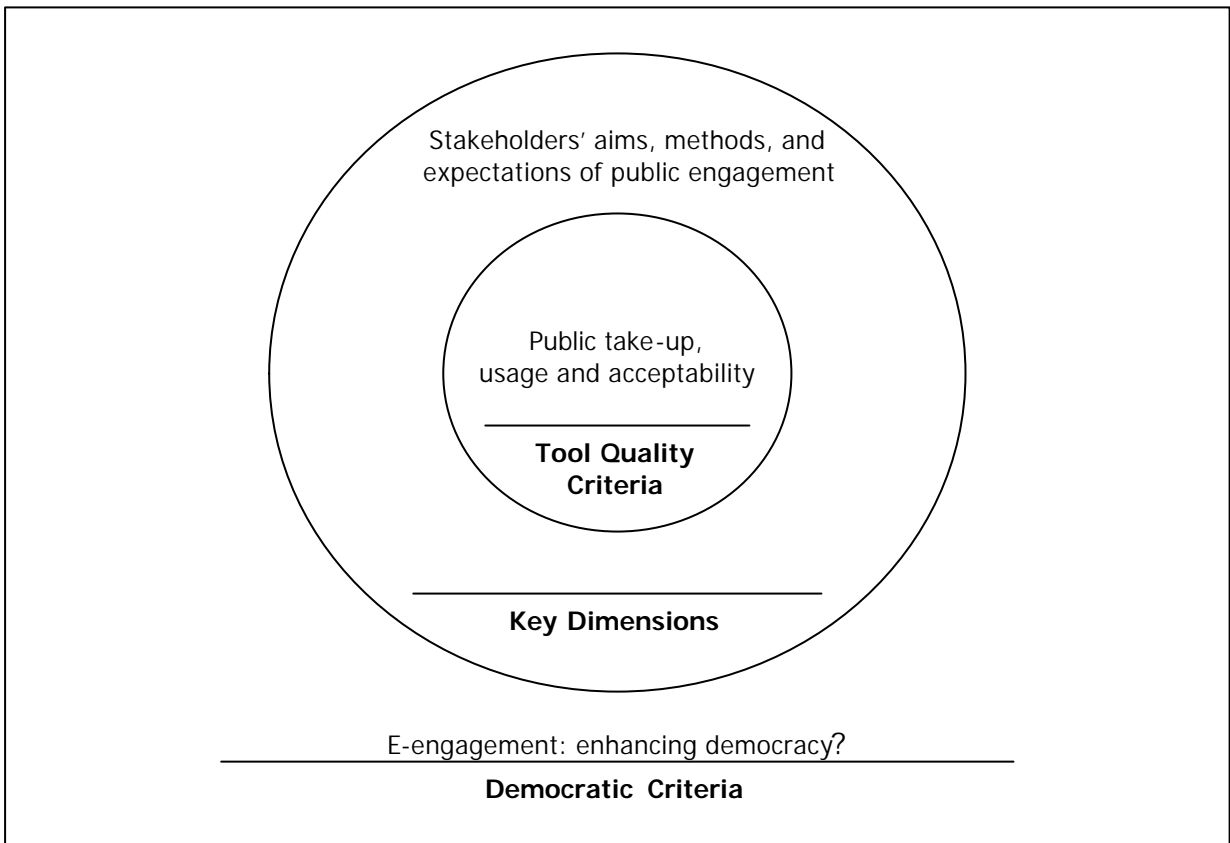 Stakeholders’ aims, methods, and
expectations of public engagement
Public take-up,
usage and acceptability
Tool Quality
Criteria
Key Dimensions
E-engagement: enhancing democracy?
Democratic Criteria